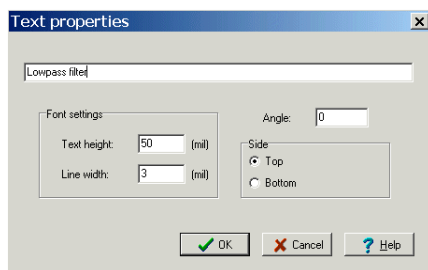 Text properties
Lowpass filter
Font settings
Text height: 50 (mil)
Line width: 3 (mil)
Angle: 0
Side
Top
Bottom
OK
Cancel
? Help